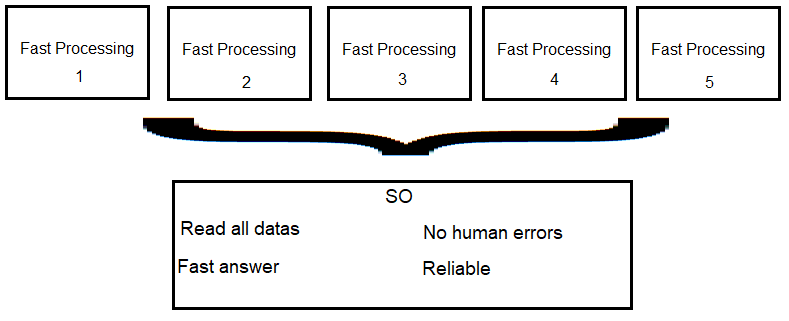 Fast Processing
1
Fast Processing
2
Fast Processing
3
Fast Processing
4
Fast Processing
5
SO
Read all datas
No human errors
Fast answer
Reliable